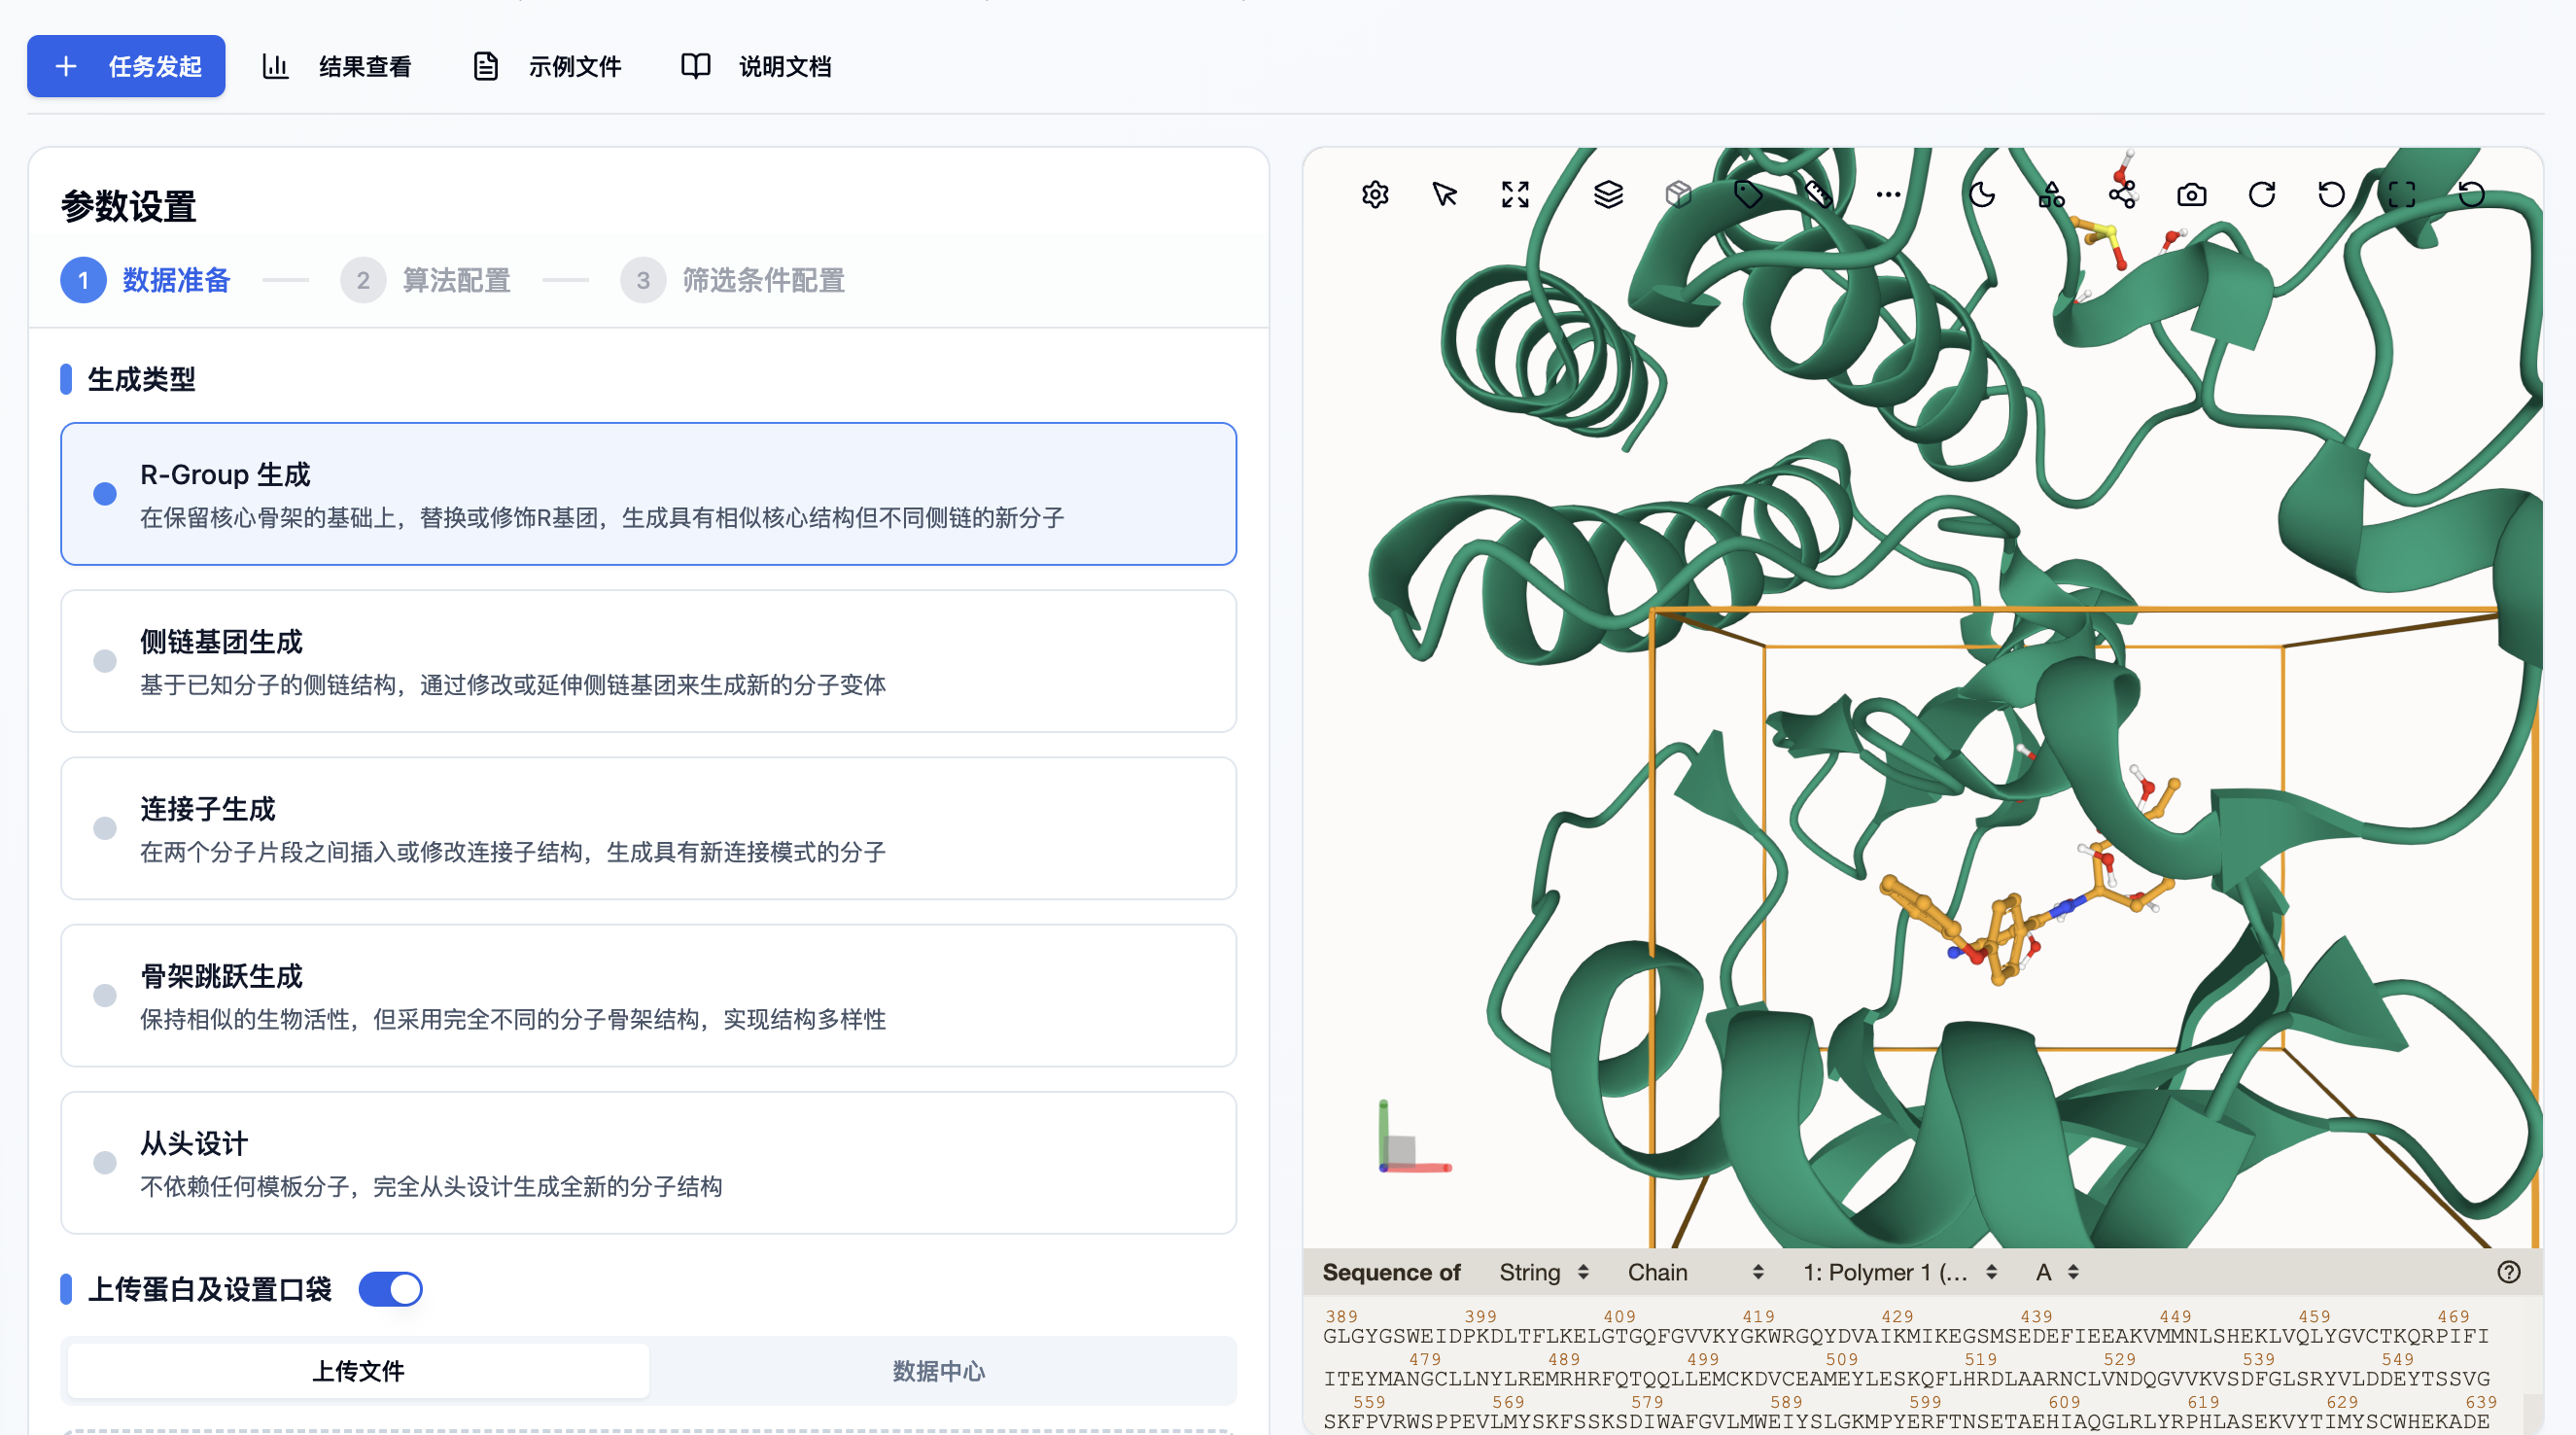 任务发起
结果查看
示例文件
说明文档
参数设置
1 数据准备
2 算法配置
3 筛选条件配置
生成类型
R-Group 生成
在保留核心骨架的基础上，替换或修饰R基团，生成具有相似核心结构但不同侧链的新分子
侧链基团生成
基于已知分子的侧链结构，通过修改或延伸侧链基团来生成新的分子变体
连接子生成
在两个分子片段之间插入或修改连接子结构，生成具有新连接模式的分子
骨架跳跃生成
保持相似的生物活性，但采用完全不同的分子骨架结构，实现结构多样性
从头设计
不依赖任何模板分子，完全从头设计生成全新的分子结构
上传蛋白及设置口袋
上传文件
数据中心
Sequence of String Chain 1: Polymer 1 (... A
389 399 409 419 429 439 449 459 469
GLGYGSWEIDPKDLTFLKELGTGQFGVVKYGKWRGQYDVAIKMIKEGSMSEDEFIEEAKVMMNLSHEKLVQLYGVCTKQRPIFI
479 489 499 509 519 529 539 549
ITEYMANGCLLNYLREMRHRFQTQQLLEMCKDVCEAMEYLESKQFLHRDLAARNCLVNDQGVVKVSDFGLSRYVLDDEYTSSVG
559 569 579 589 599 609 619 629 639
SKFPVRWSPPEVLMYSKFSSKSDIWAFGVLMWEIYSLGKMPYERFTNSETAEHIAQGLRLYRPHLASEKVYTIMYSCWHEKADE